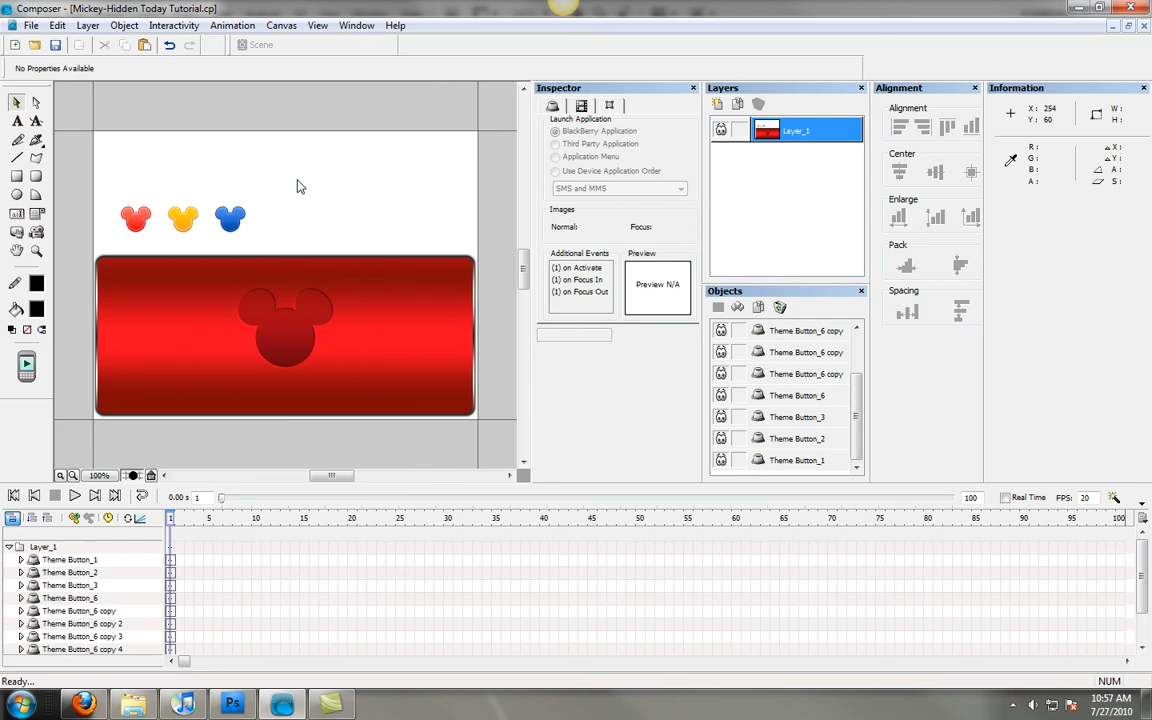 Composer - [Mickey-Hidden Today Tutorial.cp]
File Edit Layer Object Interactivity Animation Canvas View Window Help
Scene
No Properties Available
Inspector
Launch Application
BlackBerry Application
Third Party Application
Application Menu
Use Device Application Order
SMS and MMS
Images
Normal: Focus:
Additional Events
(1) on Activate
(1) on Focus In
(1) on Focus Out
Preview
Preview N/A
Layers
Layer_1
Objects
Theme Button_6 copy
Theme Button_6 copy
Theme Button_6 copy
Theme Button_6
Theme Button_3
Theme Button_2
Theme Button_1
Alignment
Alignment
Center
Enlarge
Pack
Spacing
Information
X: 254
Y: 60
W:
H:
R:
G:
B:
A:
X:
Y:
A:
S:
100%
0.00 s 1
100
Real Time FPS: 20
1 5 10 15 20 25 30 35 40 45 50 55 60 65 70 75 80 85 90 95 100
Layer_1
Theme Button_1
Theme Button_2
Theme Button_3
Theme Button_6
Theme Button_6 copy
Theme Button_6 copy 2
Theme Button_6 copy 3
Theme Button_6 copy 4
Ready...
NUM
Ps
10:57 AM
7/27/2010